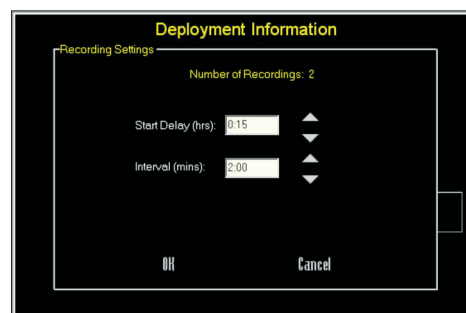 Deployment Information
Recording Settings
Number of Recordings: 2
Start Delay (hrs): 0:15
Interval (mins): 2:00
OK Cancel